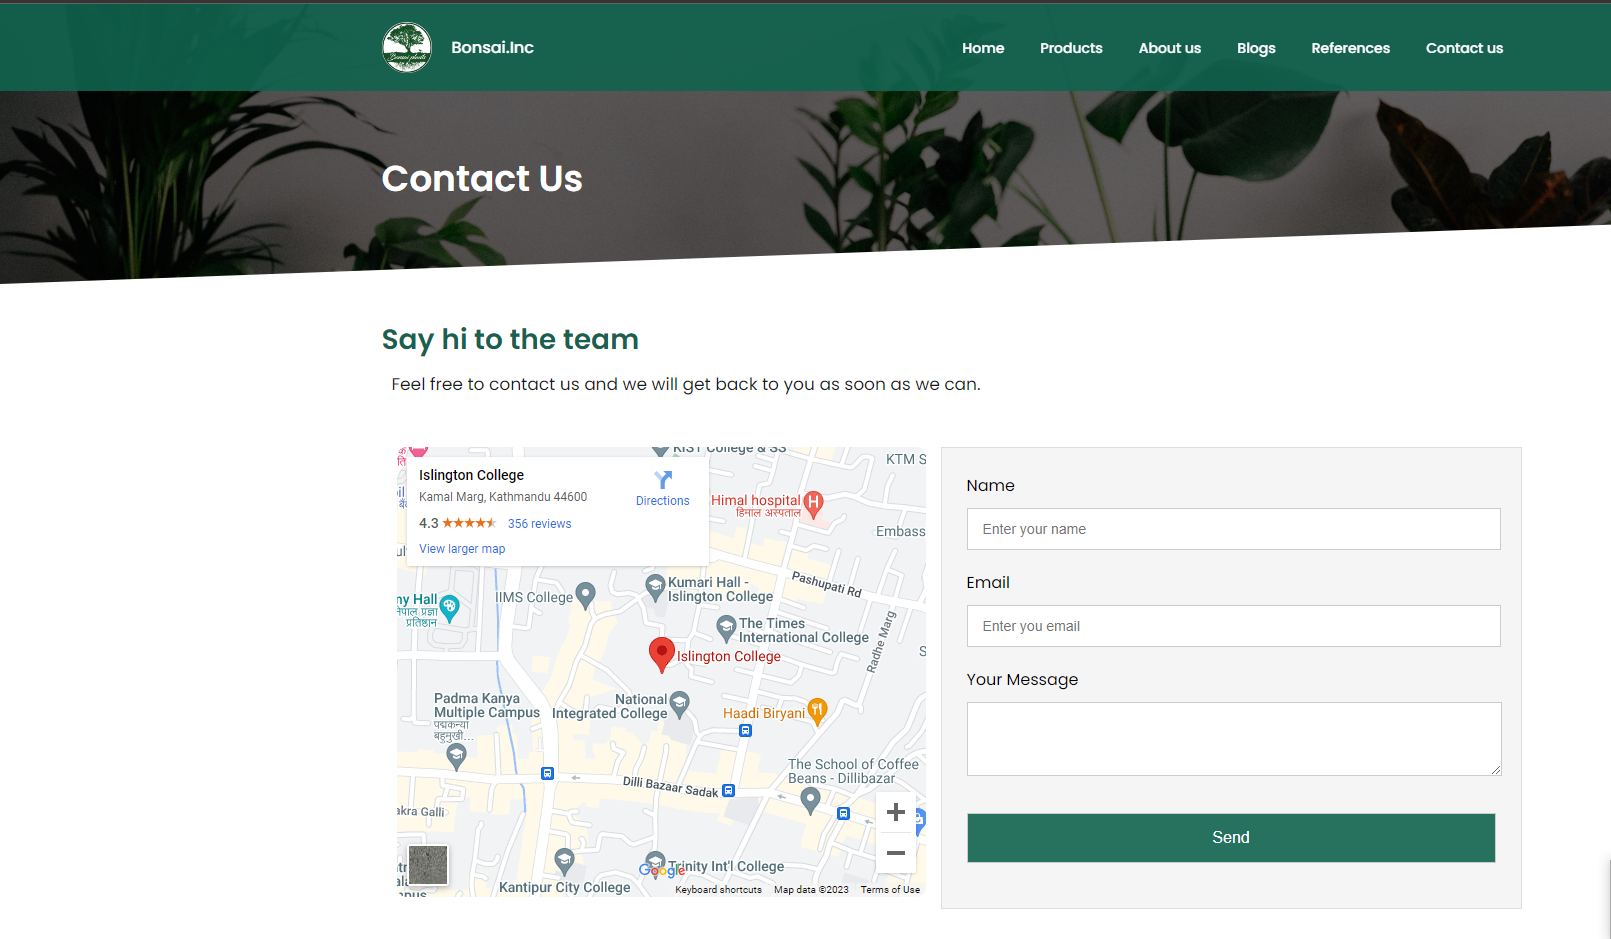 Bonsai.Inc
Home
Products
About us
Blogs
References
Contact us
Contact Us
Say hi to the team
Feel free to contact us and we will get back to you as soon as we can.
Islington College
Kamal Marg, Kathmandu 44600
4.3
356 reviews
View larger map
Directions
KIST College & SS
KTM S
Himal hospital
हिमाल अस्पताल
Embass
Pashupati Rd
Kumari Hall -
Islington College
IIMS College
ny Hall
नेपाल प्रज्ञा
प्रतिष्ठान
The Times
International College
Radhe Marg
Islington College
Padma Kanya
Multiple Campus
पद्मकन्या
बहुमुखी...
National
Integrated College
Haadi Biryani
The School of Coffee
Beans - Dillibazar
Dilli Bazaar Sadak
akra Galli
Trinity Int'l College
Kantipur City College
Google
Keyboard shortcuts
Map data ©2023
Terms of Use
Name
Enter your name
Email
Enter you email
Your Message
Send